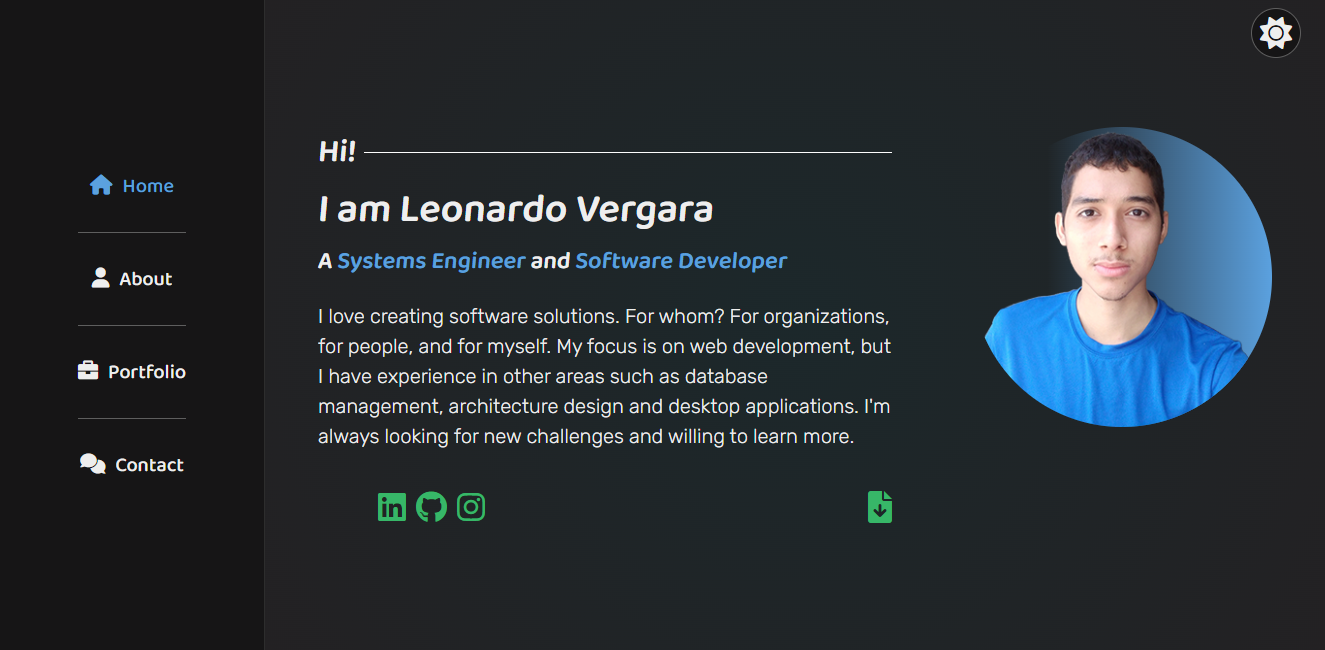 Home
About
Portfolio
Contact
Hi!
I am Leonardo Vergara
A Systems Engineer and Software Developer
I love creating software solutions. For whom? For organizations,
for people, and for myself. My focus is on web development, but
I have experience in other areas such as database
management, architecture design and desktop applications. I'm
always looking for new challenges and willing to learn more.
in